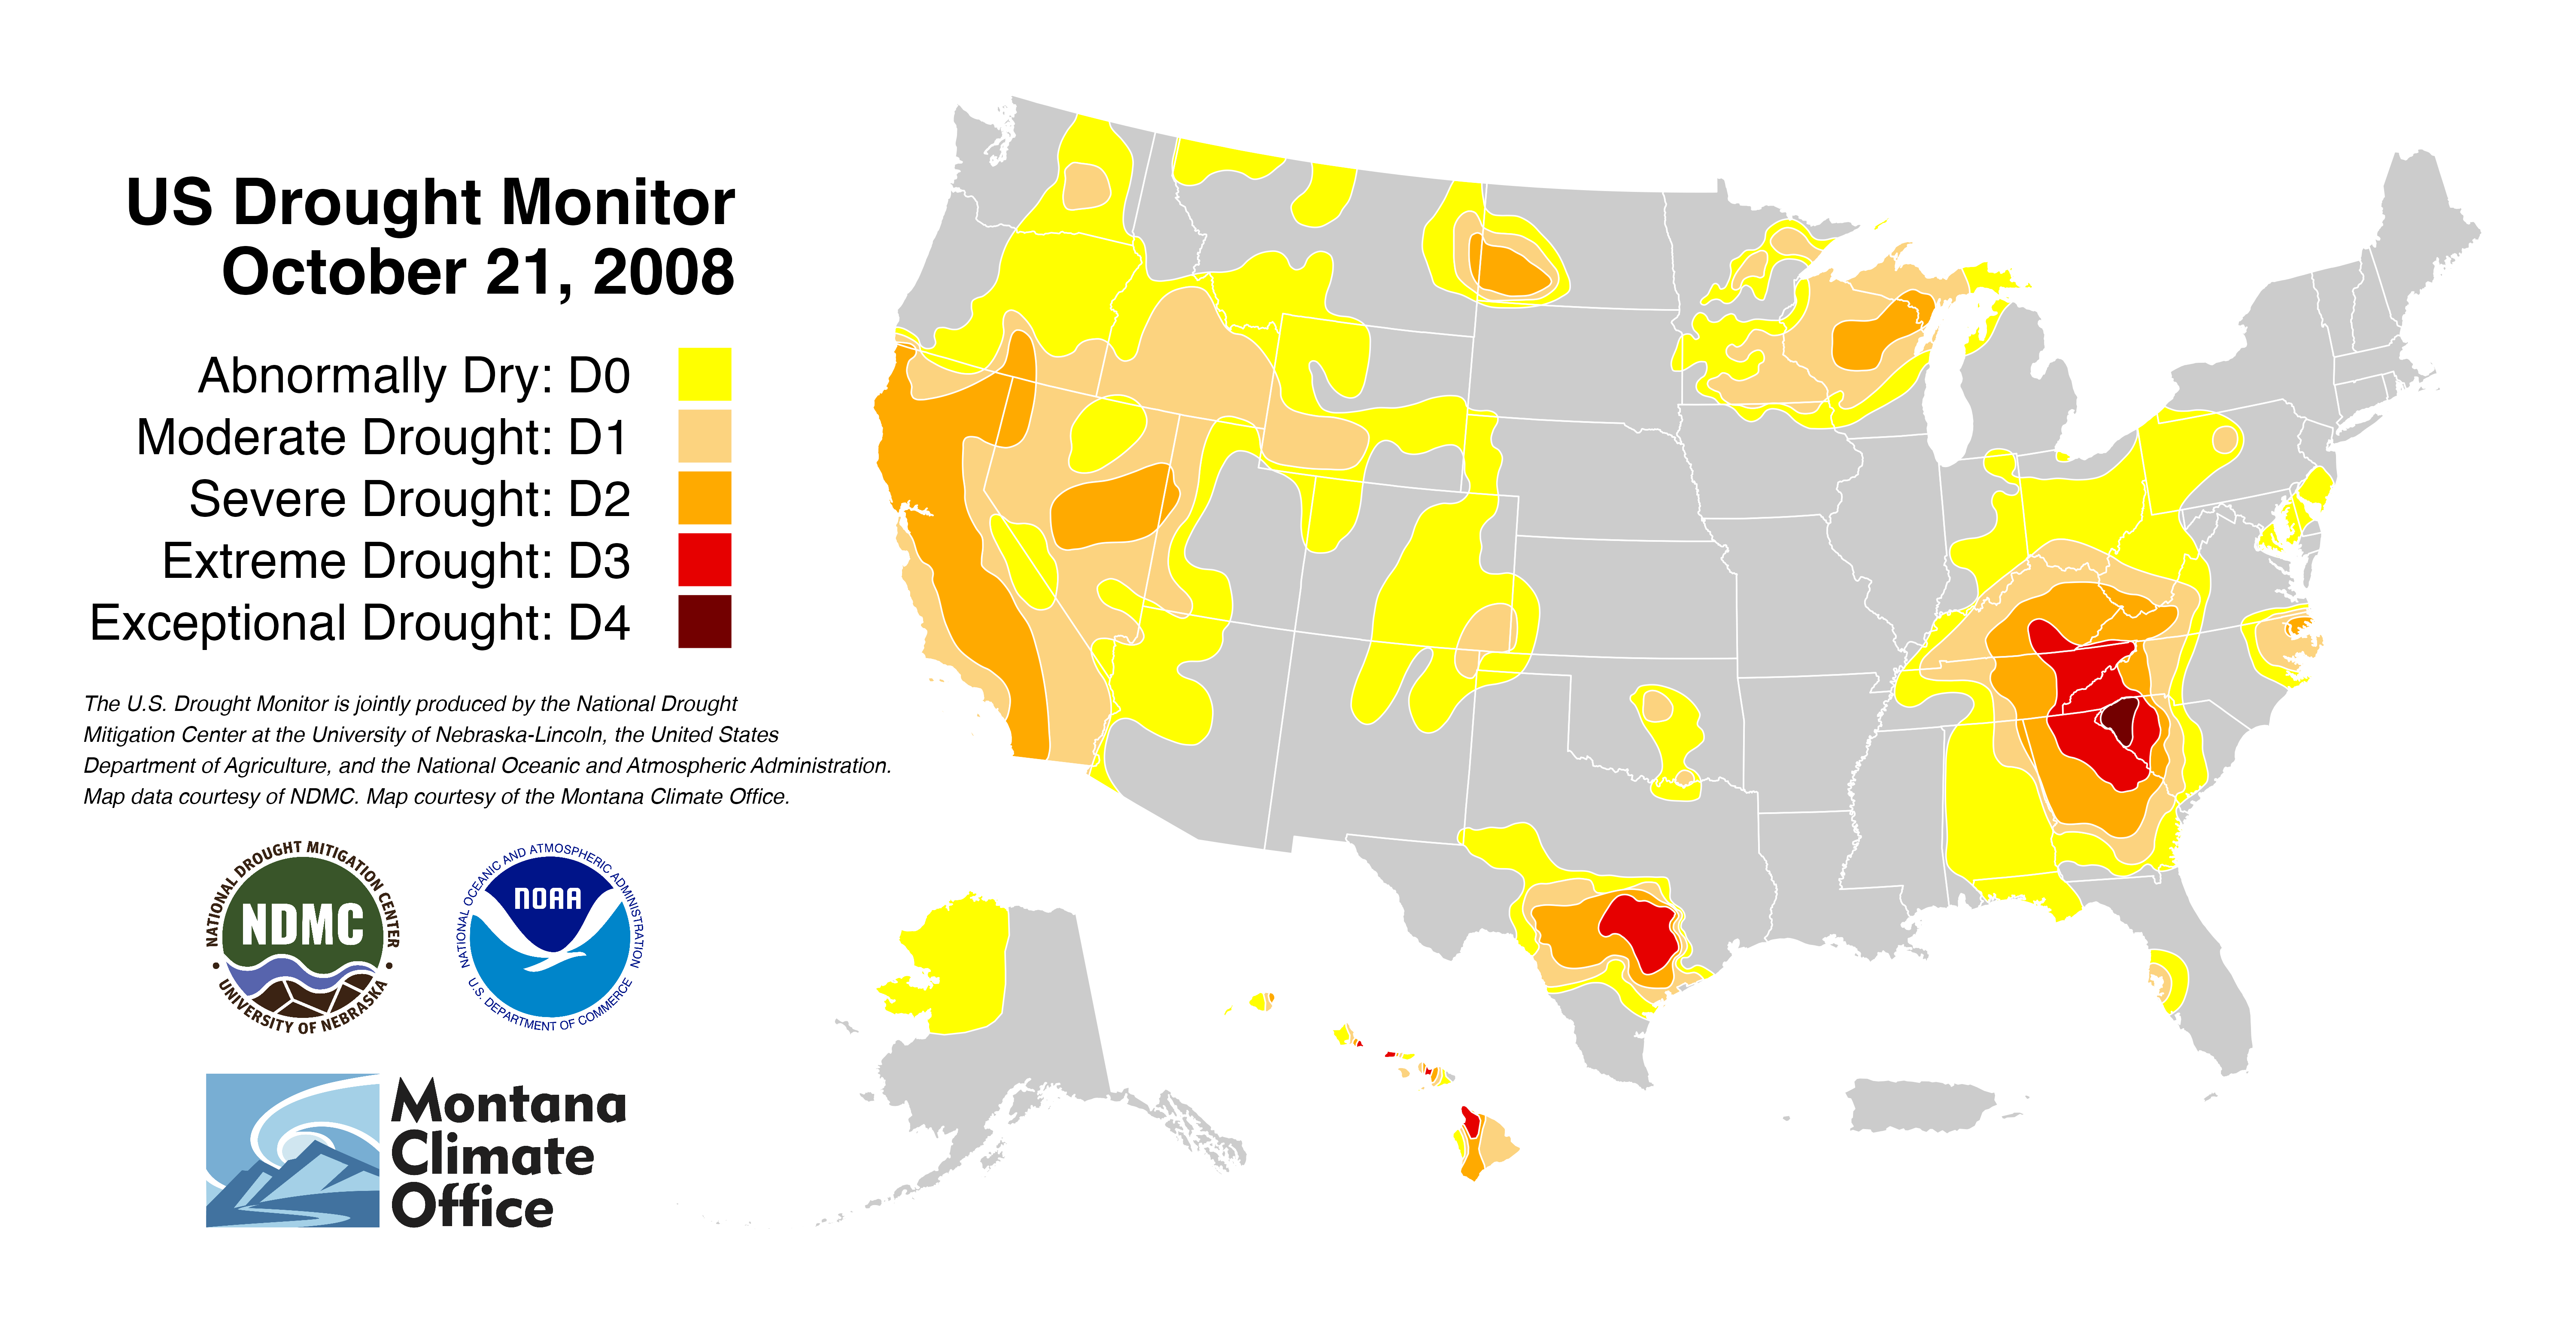 US Drought Monitor
October 21, 2008
Abnormally Dry: D0
Moderate Drought: D1
Severe Drought: D2
Extreme Drought: D3
Exceptional Drought: D4
The U.S. Drought Monitor is jointly produced by the National Drought
Mitigation Center at the University of Nebraska-Lincoln, the United States
Department of Agriculture, and the National Oceanic and Atmospheric Administration.
Map data courtesy of NDMC. Map courtesy of the Montana Climate Office.
NATIONAL DROUGHT MITIGATION CENTER
NDMC
• UNIVERSITY OF NEBRASKA •
NATIONAL OCEANIC AND ATMOSPHERIC ADMINISTRATION
NOAA
U.S. DEPARTMENT OF COMMERCE
Montana
Climate
Office